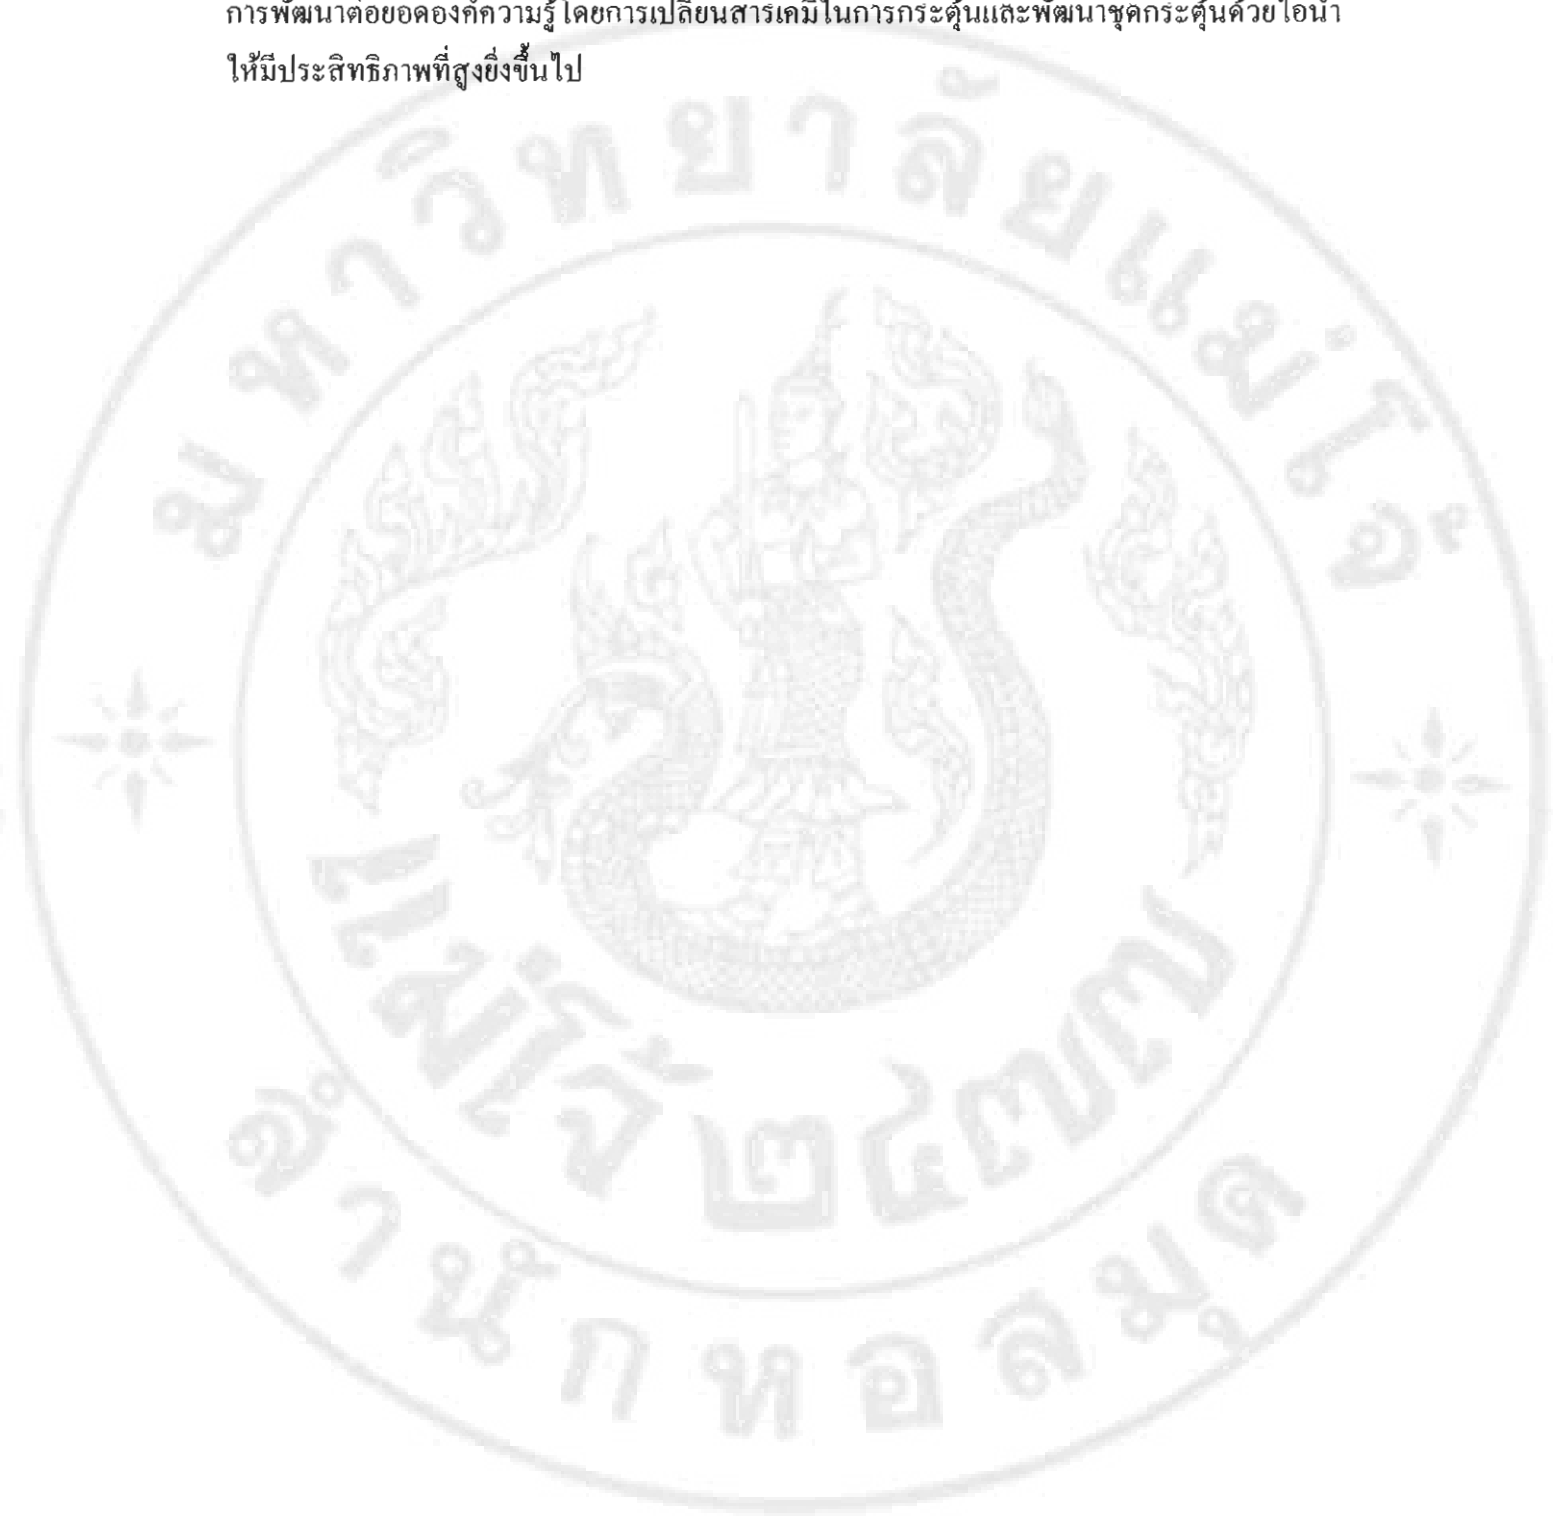 การพัฒนาต่อยอดองค์ความรู้โดยการเปลี่ยนสารเคมีในการกระตุ้นและพัฒนาชุดกระตุ้นด้วยไอน้ำ
ให้มีประสิทธิภาพที่สูงยิ่งขึ้นไป
มหาวิทยาลัยแม่โจ้
แม่โจ้ ๒๔๗๗
สำนักหอสมุด